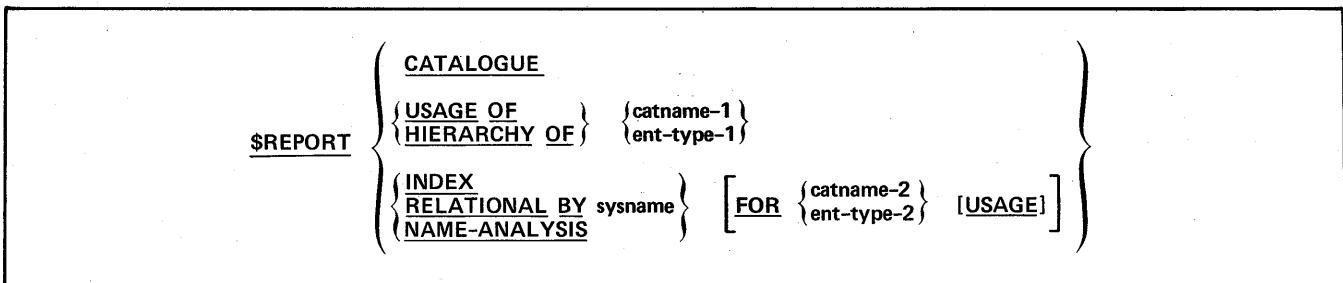 CATALOGUE
USAGE OF
HIERARCHY OF
catname-1
ent-type-1
$REPORT
INDEX
RELATIONAL BY sysname
NAME-ANALYSIS
[FOR
catname-2
ent-type-2
[USAGE]]